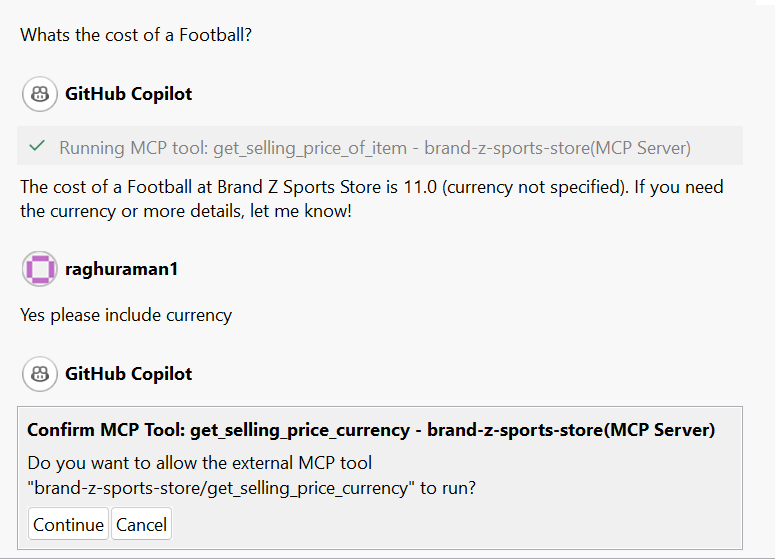 Whats the cost of a Football?
GitHub Copilot
Running MCP tool: get_selling_price_of_item - brand-z-sports-store(MCP Server)
The cost of a Football at Brand Z Sports Store is 11.0 (currency not specified). If you need
the currency or more details, let me know!
raghuraman1
Yes please include currency
GitHub Copilot
Confirm MCP Tool: get_selling_price_currency - brand-z-sports-store(MCP Server)
Do you want to allow the external MCP tool
"brand-z-sports-store/get_selling_price_currency" to run?
Continue Cancel